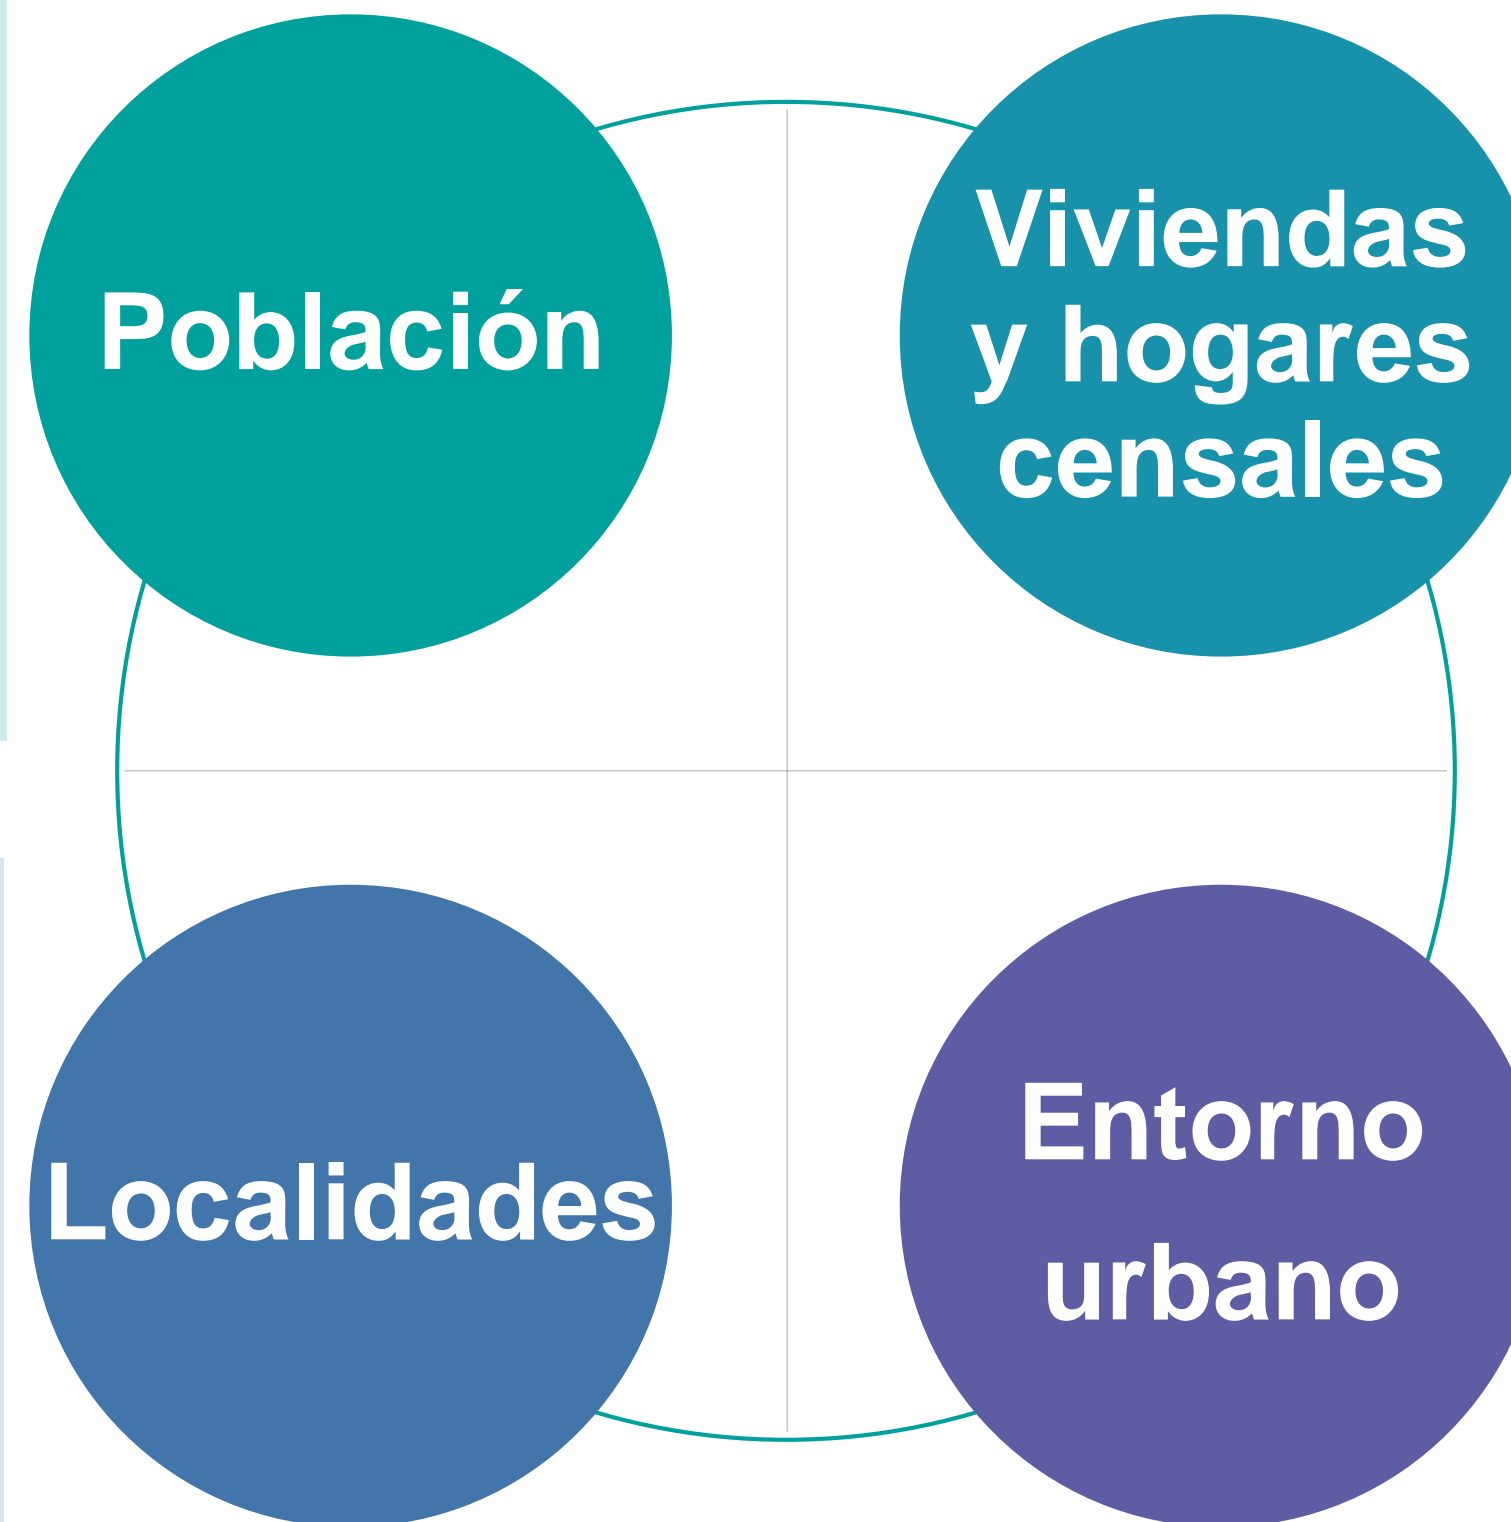 Población
Viviendas
y hogares
censales
Localidades
Entorno
urbano